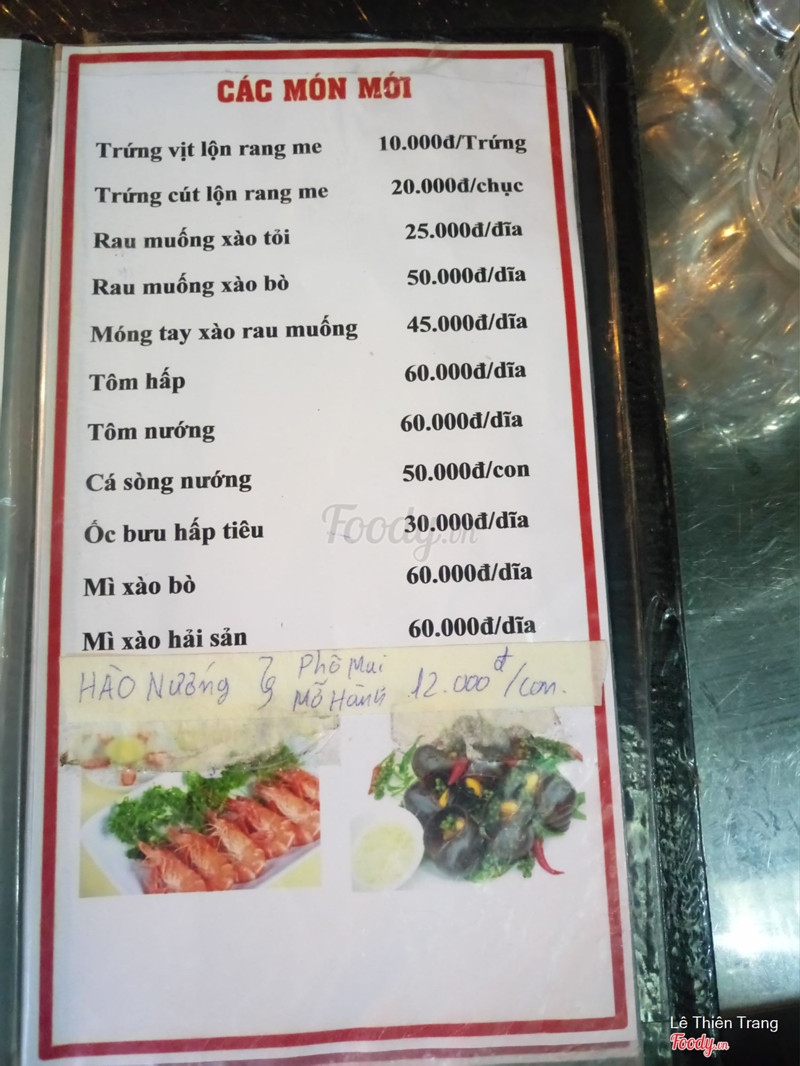 CÁC MÓN MỚI
Trứng vịt lộn rang me 10.000đ/Trứng
Trứng cút lộn rang me 20.000đ/chục
Rau muống xào tỏi 25.000đ/đĩa
Rau muống xào bò 50.000đ/dĩa
Móng tay xào rau muống 45.000đ/dĩa
Tôm hấp 60.000đ/dĩa
Tôm nướng 60.000đ/dĩa
Cá sòng nướng 50.000đ/con
Ốc bưu hấp tiêu 30.000đ/dĩa
Foody.vn
Mì xào bò 60.000đ/dĩa
Mì xào hải sản 60.000đ/dĩa
HÀO NƯớng Phô Mai
Mỡ Hành 12.000đ/con.
Lê Thiên Trang
Foody.vn